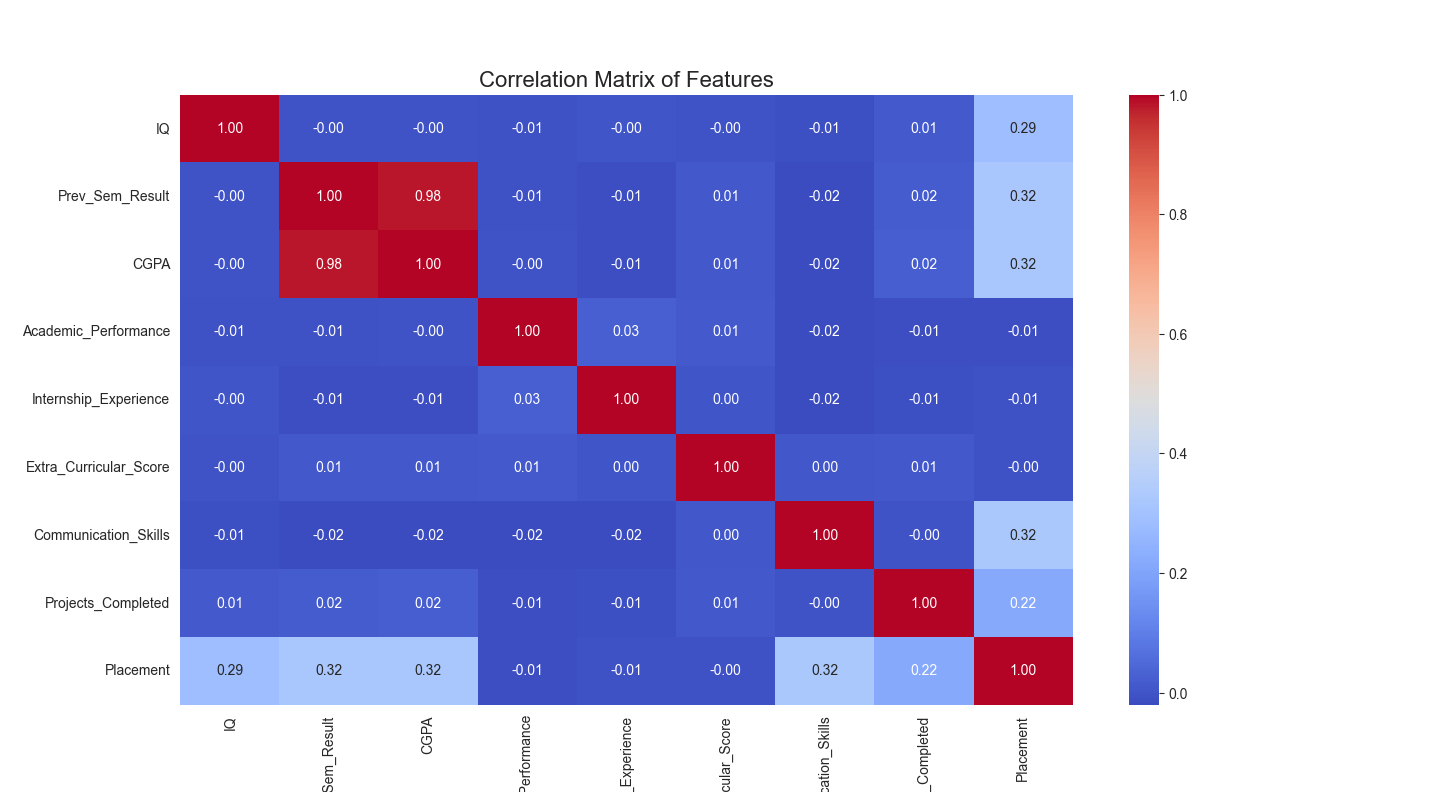 Correlation Matrix of Features
IQ 1.00 -0.00 -0.00 -0.01 -0.00 -0.00 -0.01 0.01 0.29
Prev_Sem_Result -0.00 1.00 0.98 -0.01 -0.01 0.01 -0.02 0.02 0.32
CGPA -0.00 0.98 1.00 -0.00 -0.01 0.01 -0.02 0.02 0.32
Academic_Performance -0.01 -0.01 -0.00 1.00 0.03 0.01 -0.02 -0.01 -0.01
Internship_Experience -0.00 -0.01 -0.01 0.03 1.00 0.00 -0.02 -0.01 -0.01
Extra_Curricular_Score -0.00 0.01 0.01 0.01 0.00 1.00 0.00 0.01 -0.00
Communication_Skills -0.01 -0.02 -0.02 -0.02 -0.02 0.00 1.00 -0.00 0.32
Projects_Completed 0.01 0.02 0.02 -0.01 -0.01 0.01 -0.00 1.00 0.22
Placement 0.29 0.32 0.32 -0.01 -0.01 -0.00 0.32 0.22 1.00
IQ
Sem_Result
CGPA
Performance
_Experience
cular_Score
cation_Skills
_Completed
Placement
1.0
0.8
0.6
0.4
0.2
0.0